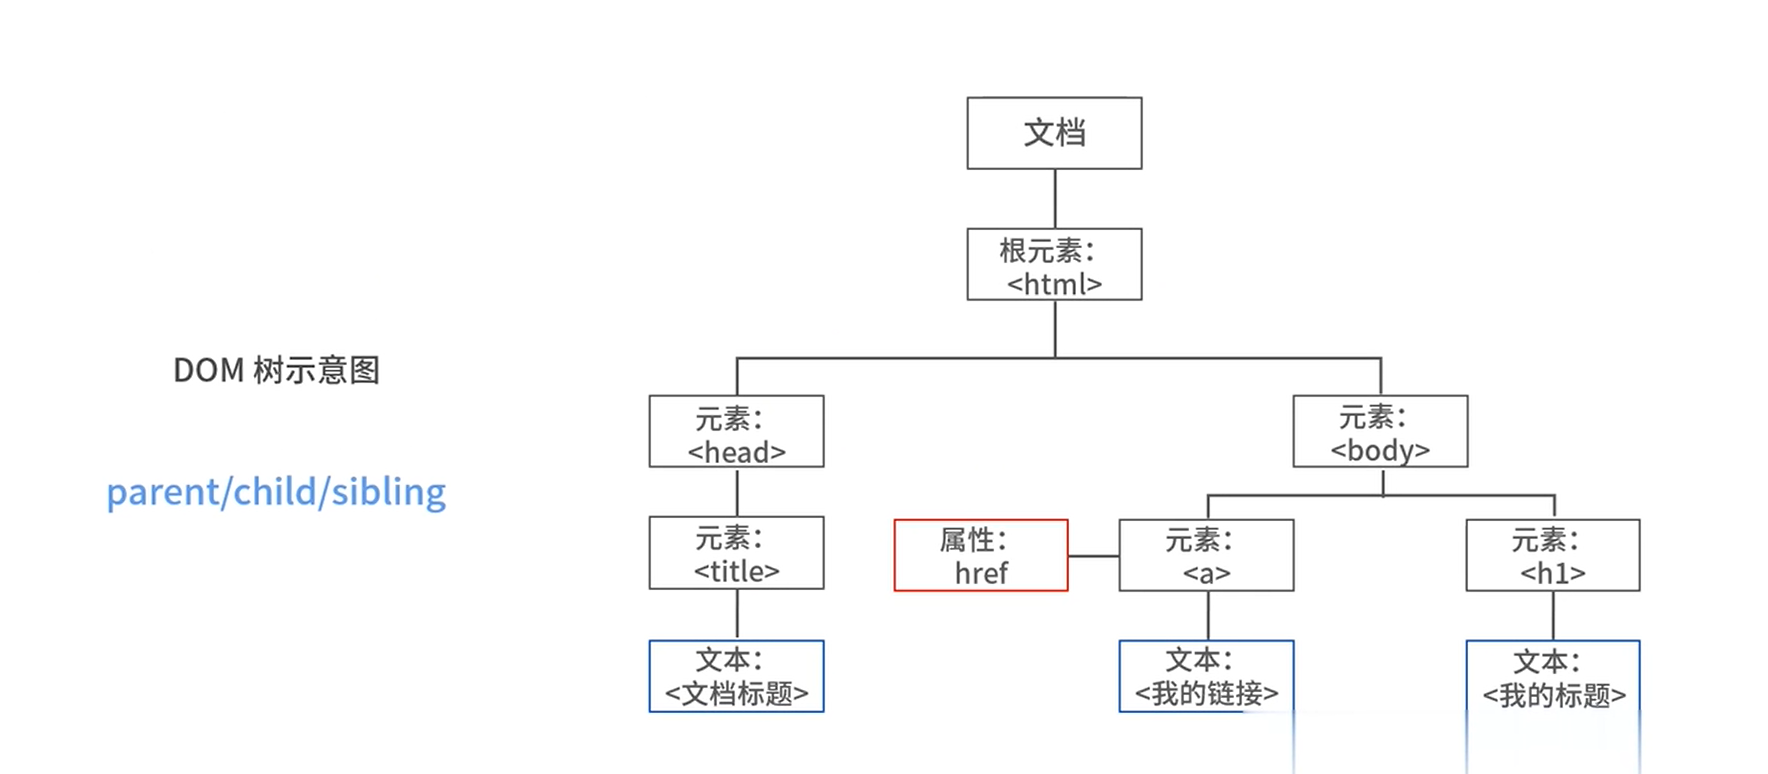 文档
根元素：
<html>
DOM 树示意图
parent/child/sibling
元素：
<head>
元素：
<body>
元素：
<title>
属性：
href
元素：
<a>
元素：
<h1>
文本：
<文档标题>
文本：
<我的链接>
文本：
<我的标题>